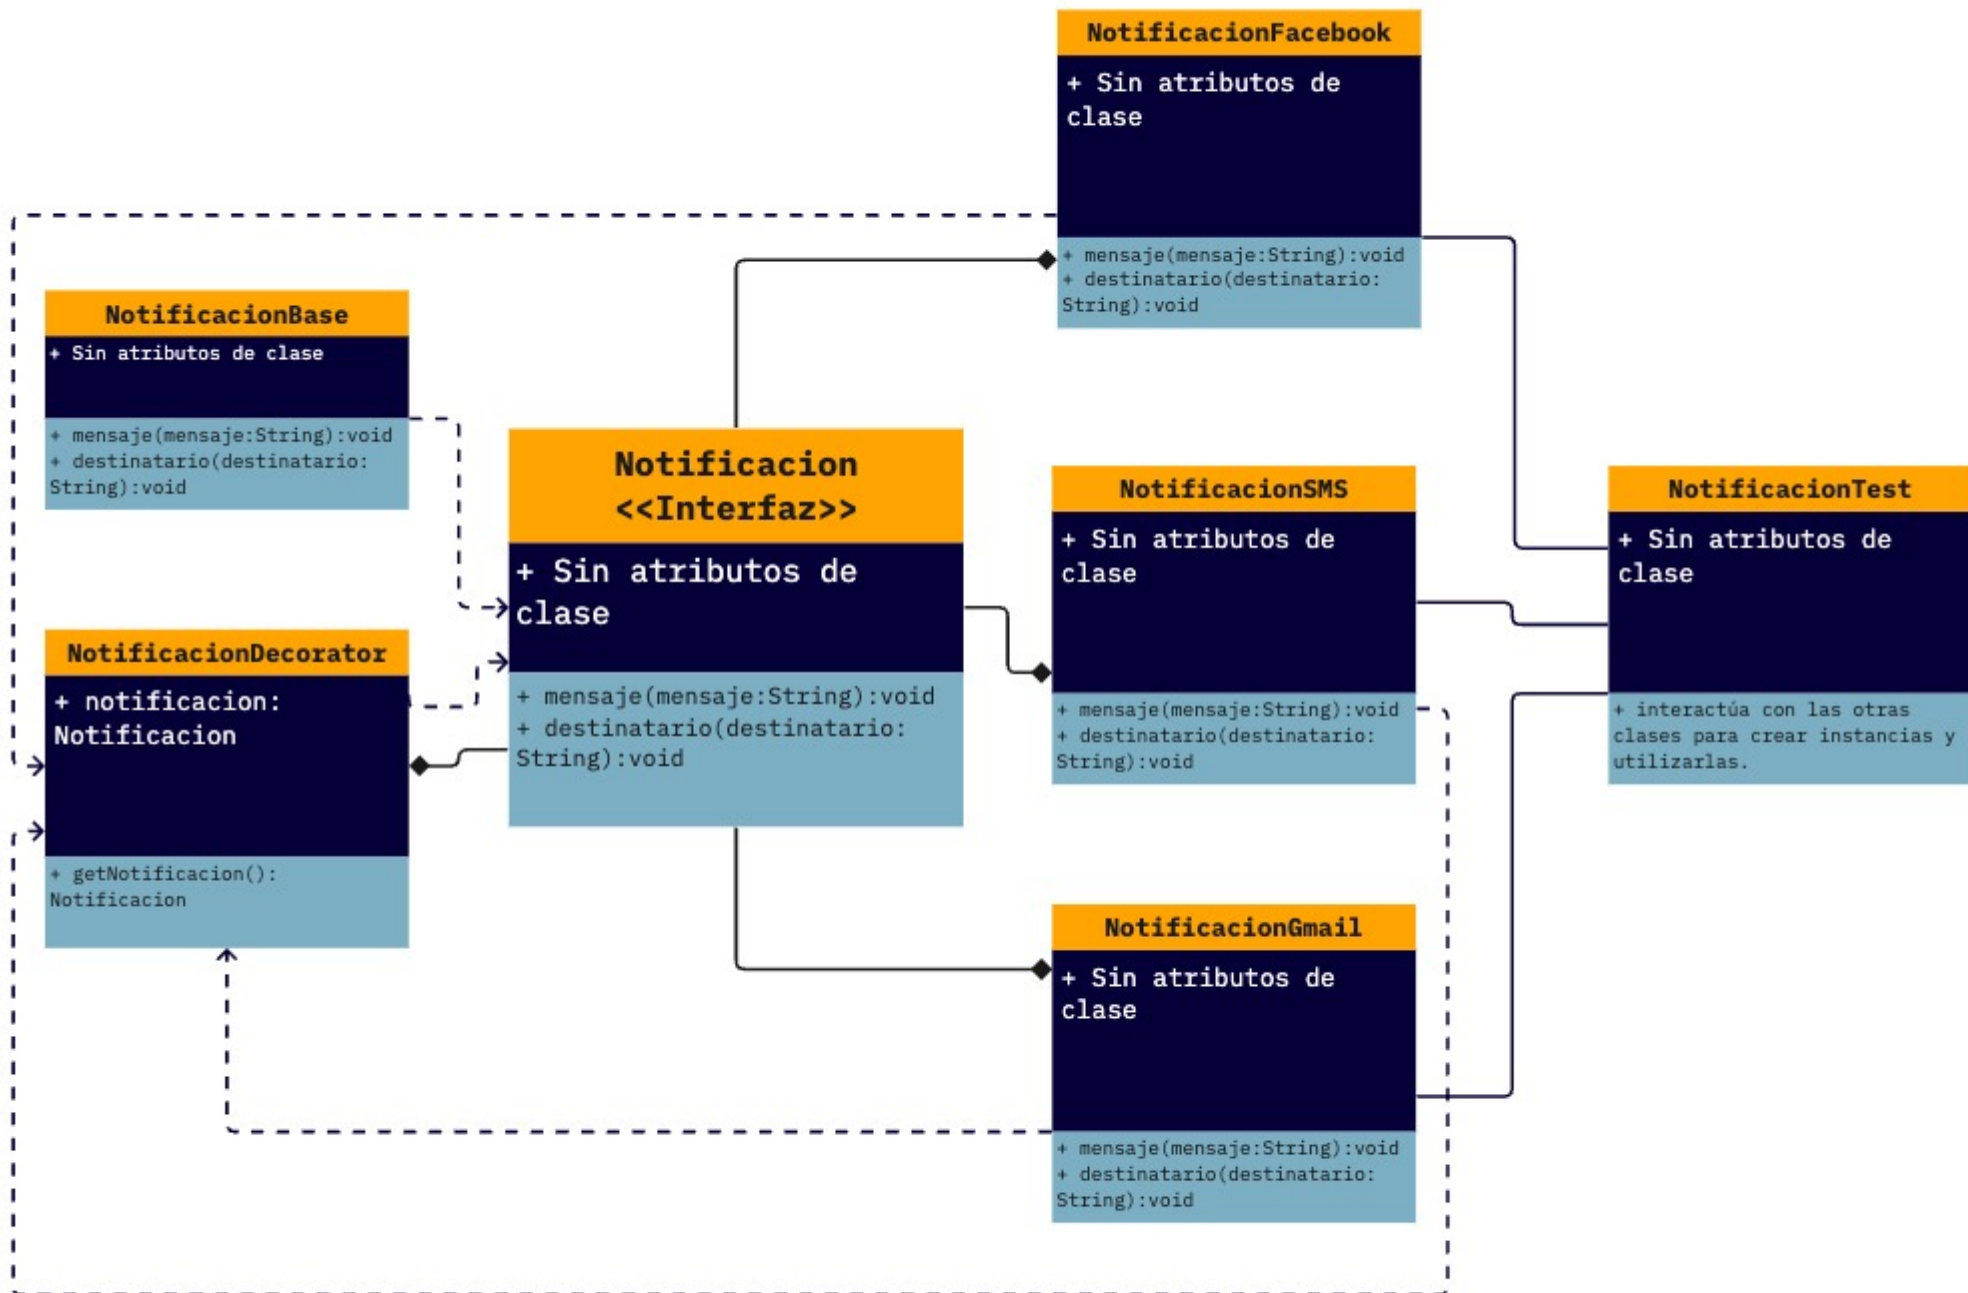 NotificacionFacebook
+ Sin atributos de
clase
+ mensaje(mensaje:String):void
+ destinatario(destinatario:
String):void
NotificacionBase
+ Sin atributos de clase
+ mensaje(mensaje:String):void
+ destinatario(destinatario:
String):void
Notificacion
<<Interfaz>>
+ Sin atributos de
clase
+ mensaje(mensaje:String):void
+ destinatario(destinatario:
String):void
NotificacionSMS
+ Sin atributos de
clase
+ mensaje(mensaje:String):void
+ destinatario(destinatario:
String):void
NotificacionTest
+ Sin atributos de
clase
+ interactúa con las otras
clases para crear instancias y
utilizarlas.
NotificacionDecorator
+ notificacion:
Notificacion
+ getNotificacion():
Notificacion
NotificacionGmail
+ Sin atributos de
clase
+ mensaje(mensaje:String):void
+ destinatario(destinatario:
String):void